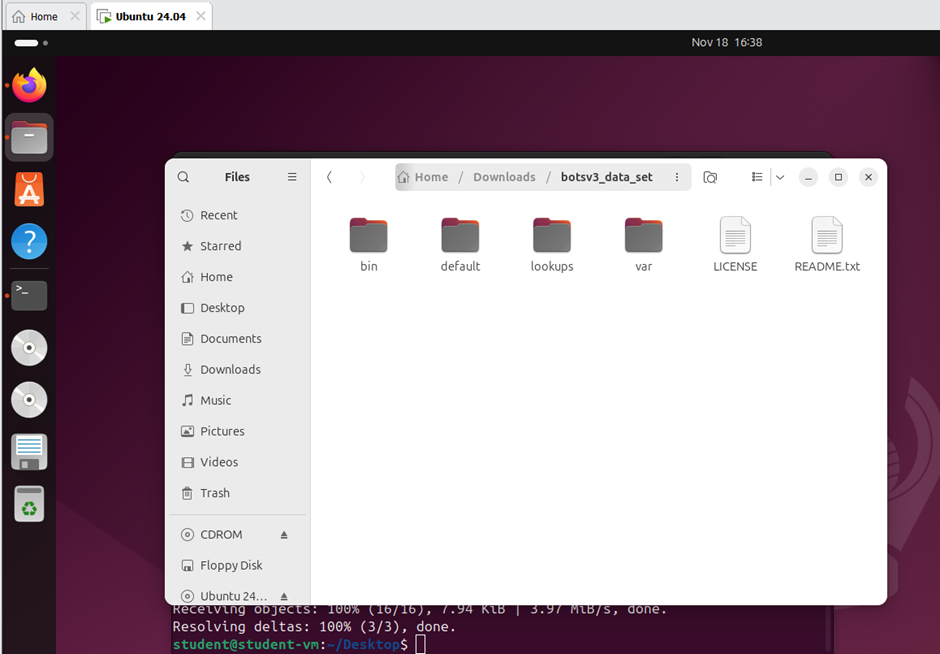 Home
Ubuntu 24.04
Nov 18 16:38
Files
Home / Downloads / botsv3_data_set
Recent
Starred
Home
Desktop
Documents
Downloads
Music
Pictures
Videos
Trash
CDROM
Floppy Disk
Ubuntu 24...
bin
default
lookups
var
LICENSE
README.txt
Receiving objects: 100% (16/16), 7.94 KiB | 3.97 MiB/s, done.
Resolving deltas: 100% (3/3), done.
student@student-vm:~/Desktop$